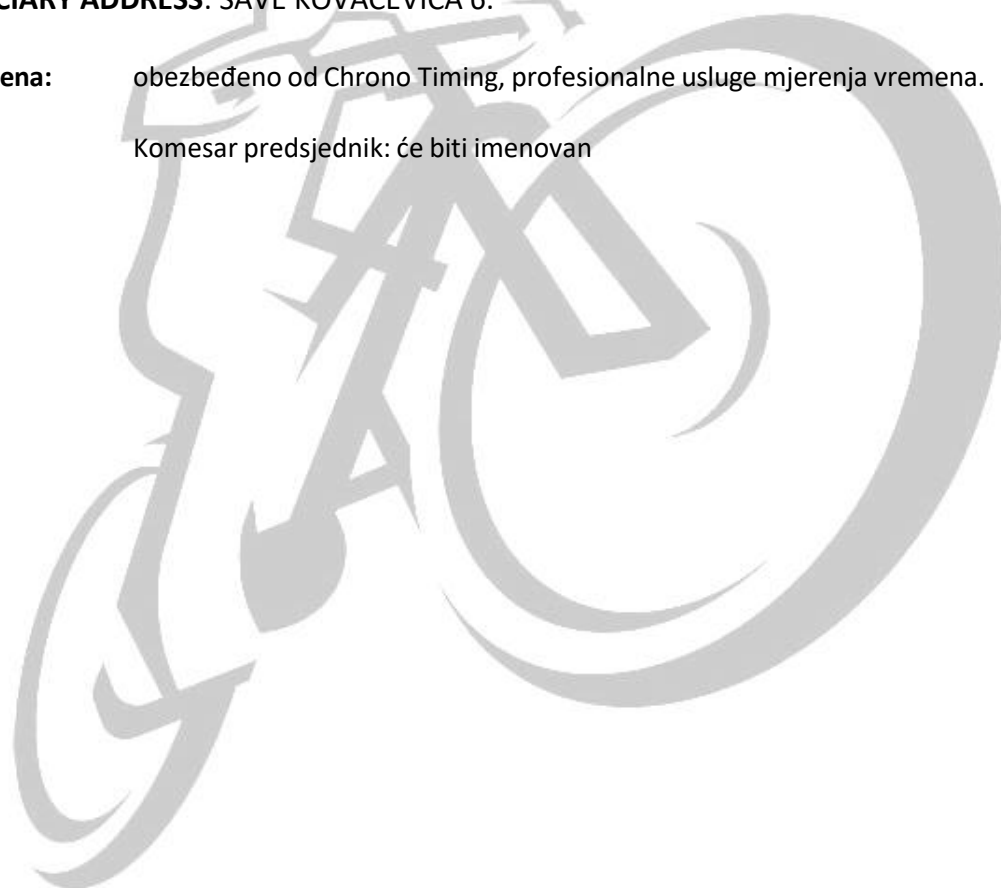 CIARY ADDRESS: SAVE KOVAČEVIĆA 6.
ena: obezbeđeno od Chrono Timing, profesionalne usluge mjerenja vremena.
Komesar predsjednik: će biti imenovan